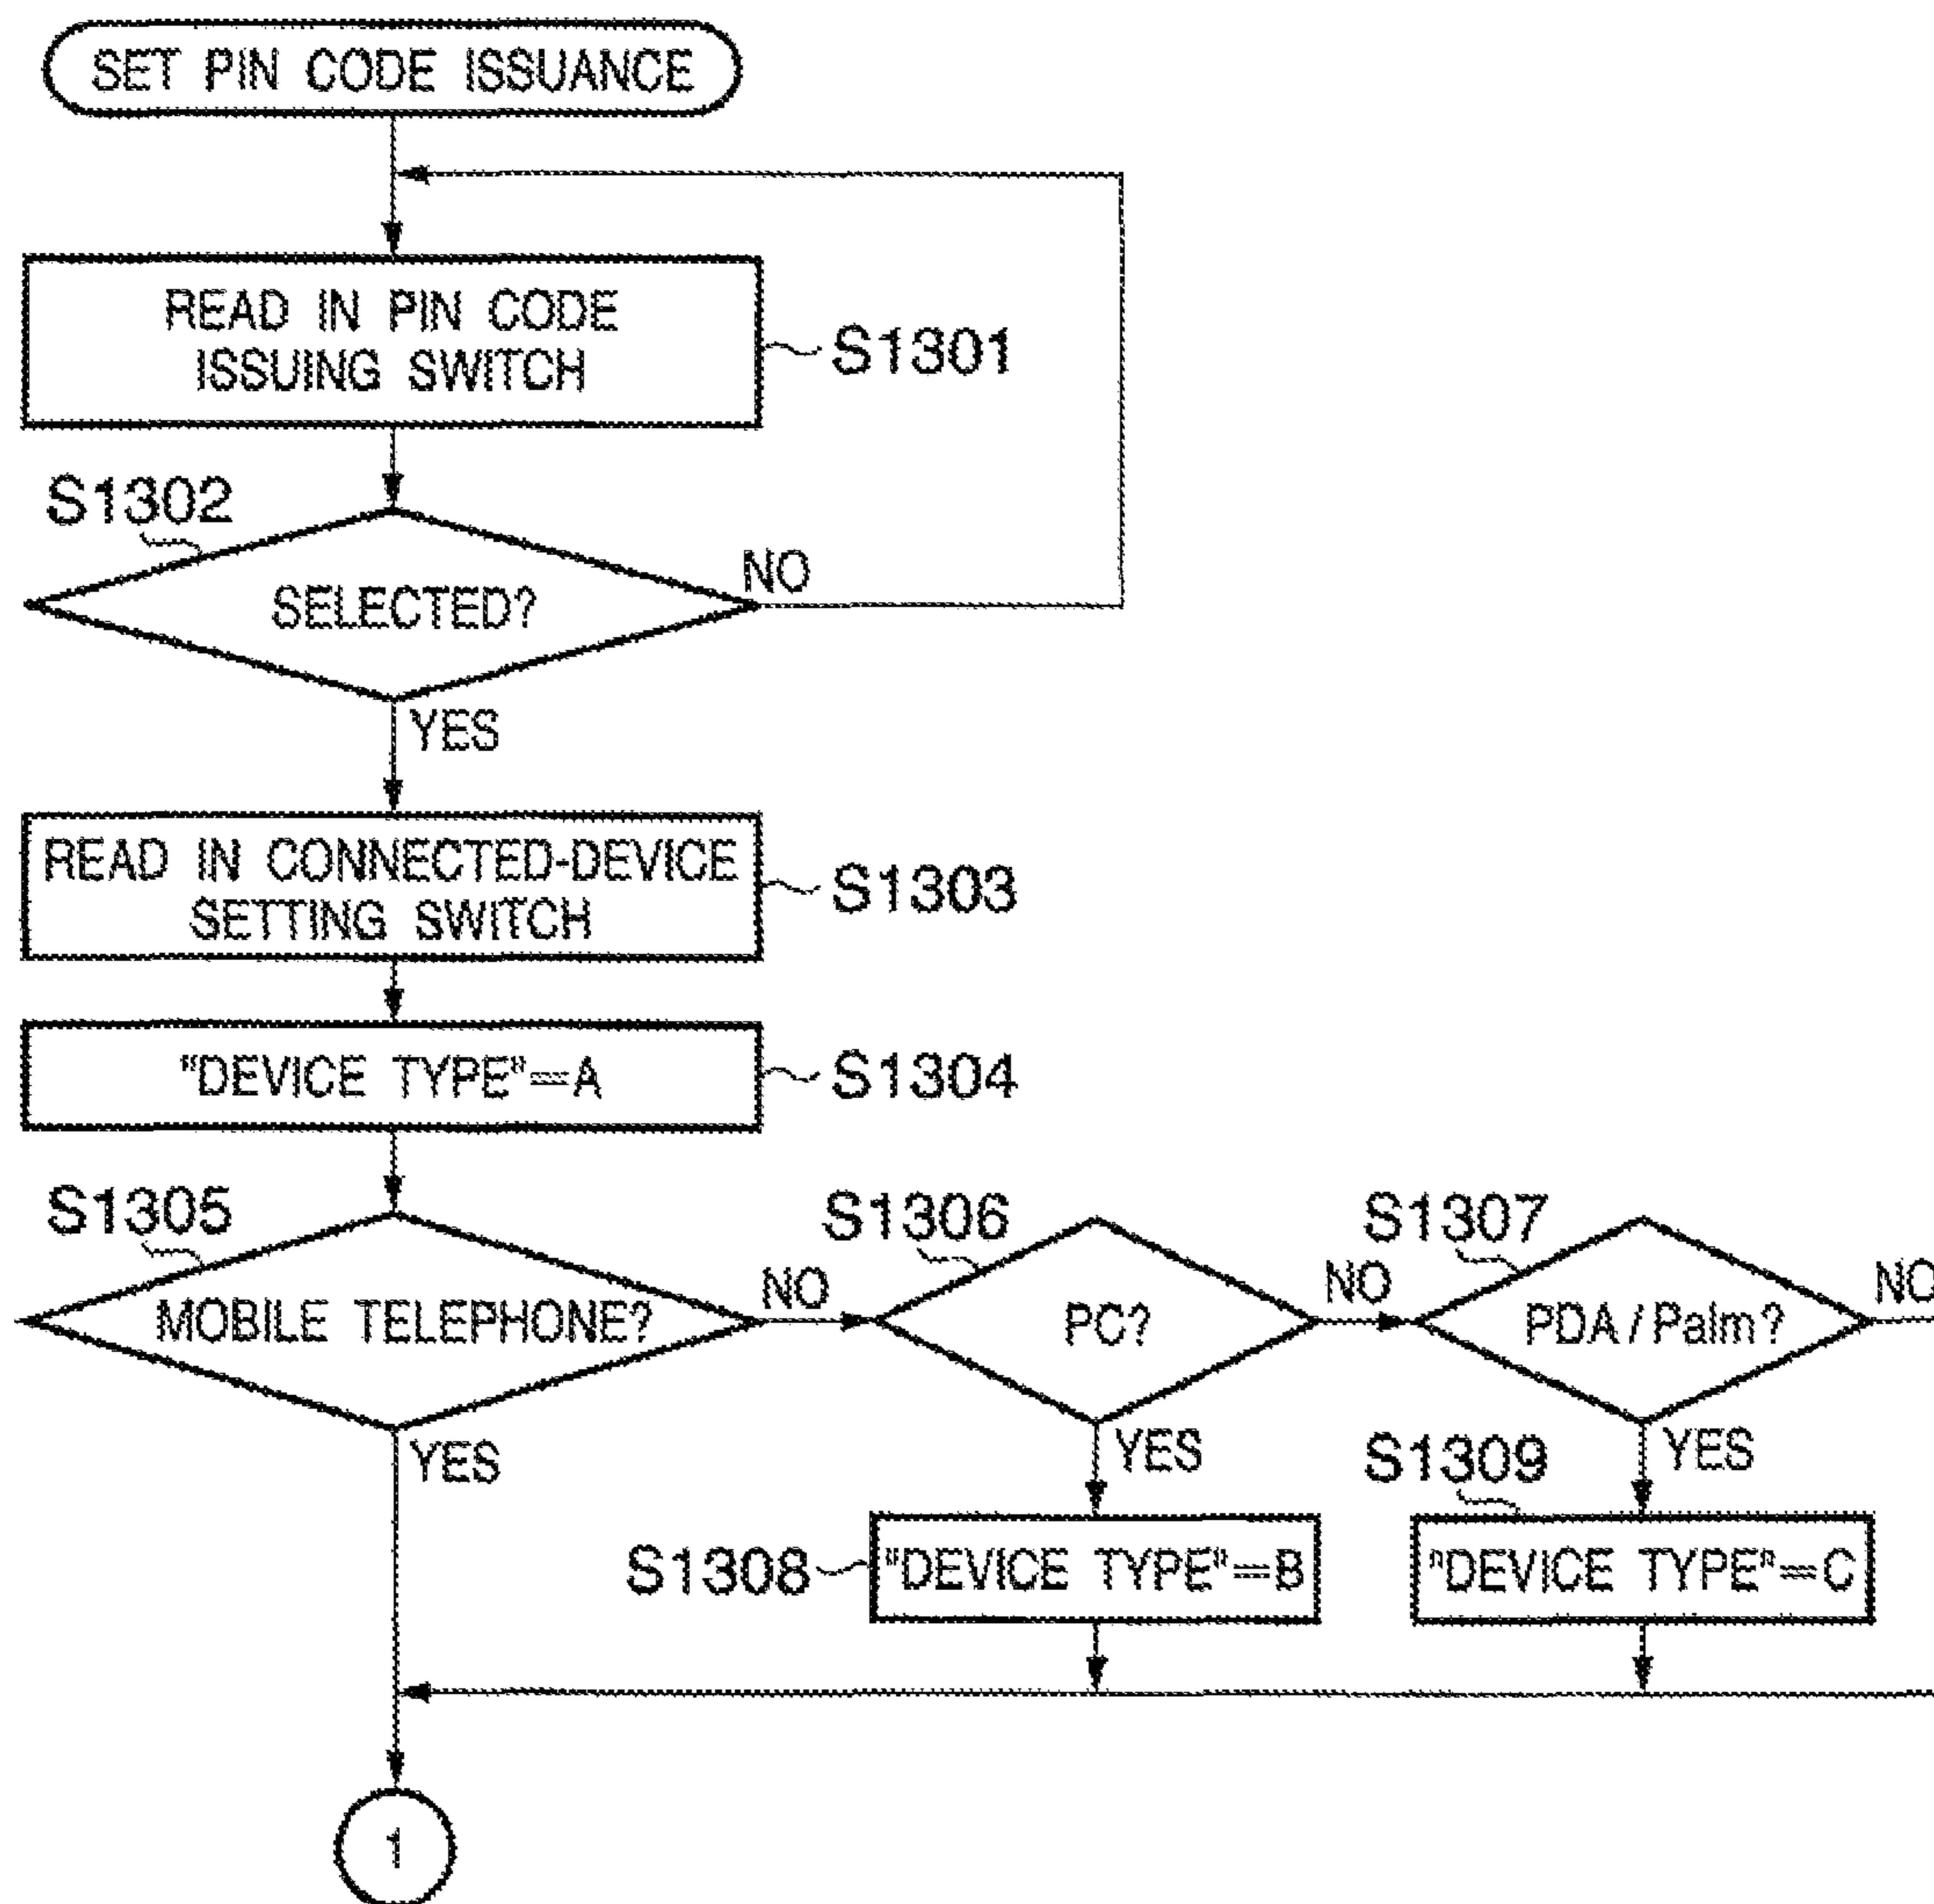 SET PIN CODE ISSUANCE
READ IN PIN CODE
ISSUING SWITCH
S1301
S1302
SELECTED?
NO
YES
READ IN CONNECTED-DEVICE
SETTING SWITCH
S1303
"DEVICE TYPE"=A
S1304
S1305
MOBILE TELEPHONE?
NO
YES
S1306
PC?
NO
YES
S1307
PDA / Palm?
NO
YES
S1308
"DEVICE TYPE"=B
S1309
"DEVICE TYPE"=C
1